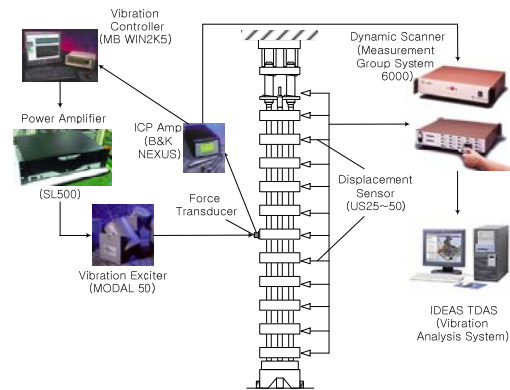 Vibration
Controller
(MB WIN2K5)
Dynamic Scanner
(Measurement
Group System
6000)
Power Amplifier
(SL500)
ICP Amp
(B&K
NEXUS)
Force
Transducer
Displacement
Sensor
(US25~50)
Vibration Exciter
(MODAL 50)
IDEAS TDAS
(Vibration
Analysis System)